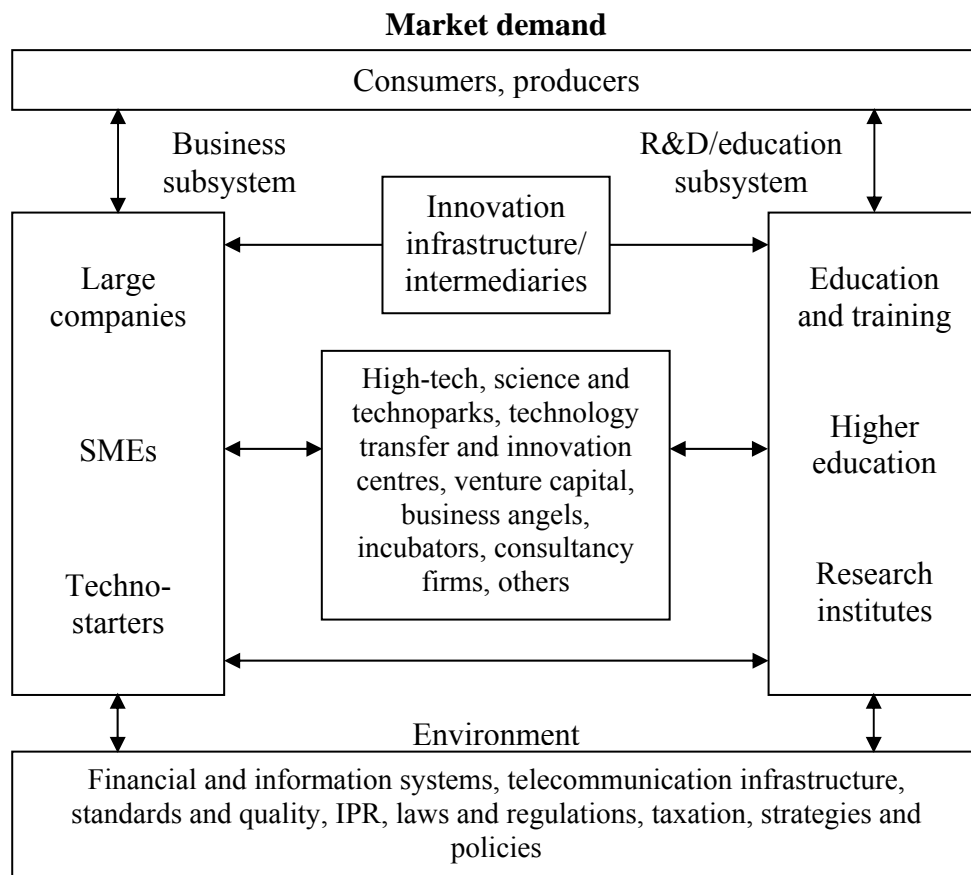 Market demand
Consumers, producers
Business
subsystem
R&D/education
subsystem
Innovation
infrastructure/
intermediaries
Large
companies
SMEs
Techno-
starters
High-tech, science and
technoparks, technology
transfer and innovation
centres, venture capital,
business angels,
incubators, consultancy
firms, others
Education
and training
Higher
education
Research
institutes
Environment
Financial and information systems, telecommunication infrastructure,
standards and quality, IPR, laws and regulations, taxation, strategies and
policies